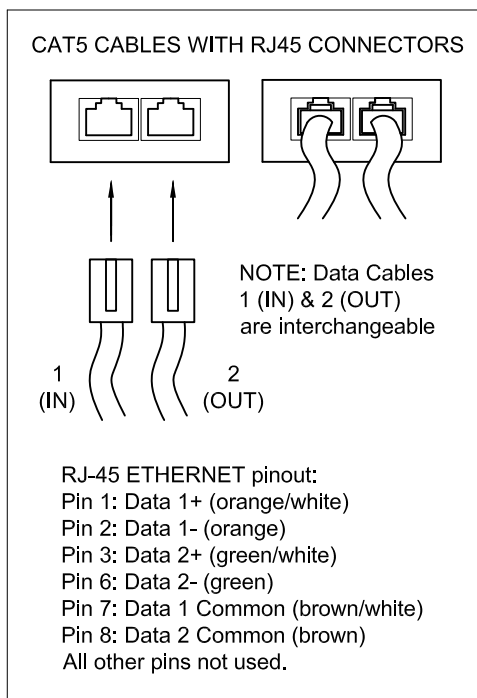 CAT5 CABLES WITH RJ45 CONNECTORS
NOTE: Data Cables
1 (IN) & 2 (OUT)
are interchangeable
1
(IN)
2
(OUT)
RJ-45 ETHERNET pinout:
Pin 1: Data 1+ (orange/white)
Pin 2: Data 1- (orange)
Pin 3: Data 2+ (green/white)
Pin 6: Data 2- (green)
Pin 7: Data 1 Common (brown/white)
Pin 8: Data 2 Common (brown)
All other pins not used.